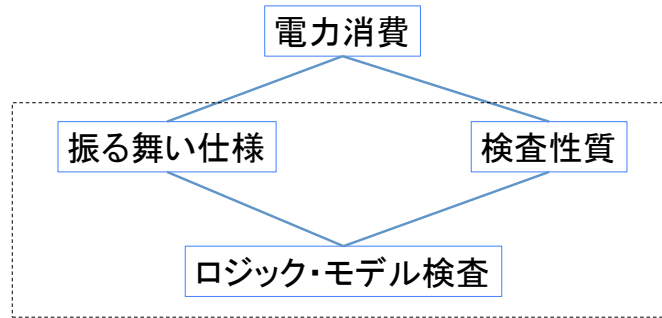 電力消費
振る舞い仕様
検査性質
ロジック・モデル検査